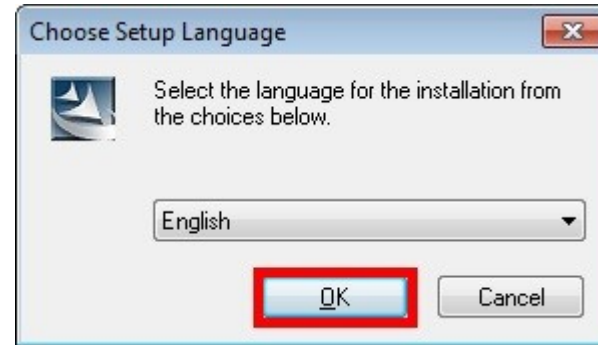 Choose Setup Language
Select the language for the installation from
the choices below.
English
OK
Cancel